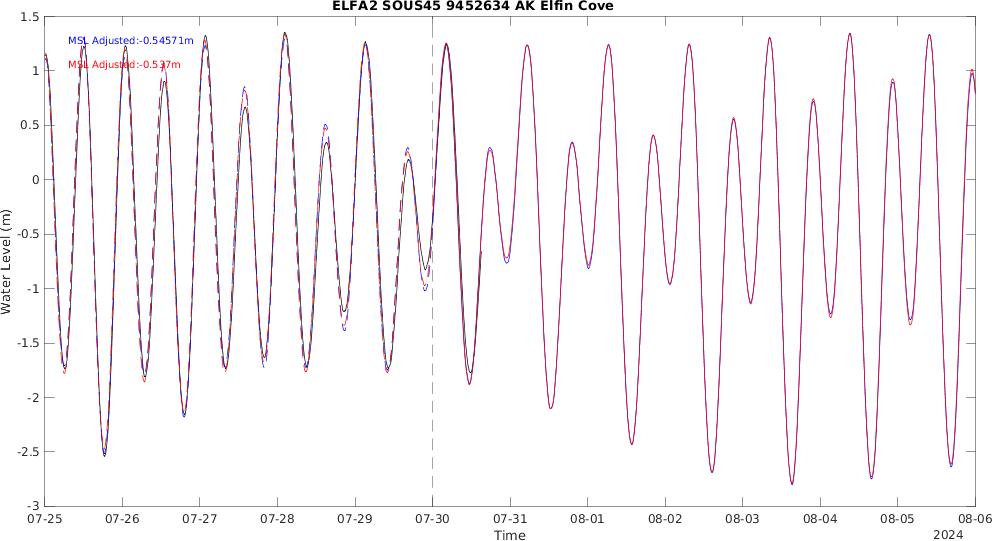 ELFA2 SOUS45 9452634 AK Elfin Cove
MSL Adjusted:-0.54571m
MSL Adjusted:-0.537m
1.5
1
0.5
0
-0.5
-1
-1.5
-2
-2.5
-3
Water Level (m)
07-25 07-26 07-27 07-28 07-29 07-30 07-31 08-01 08-02 08-03 08-04 08-05 08-06
Time
2024